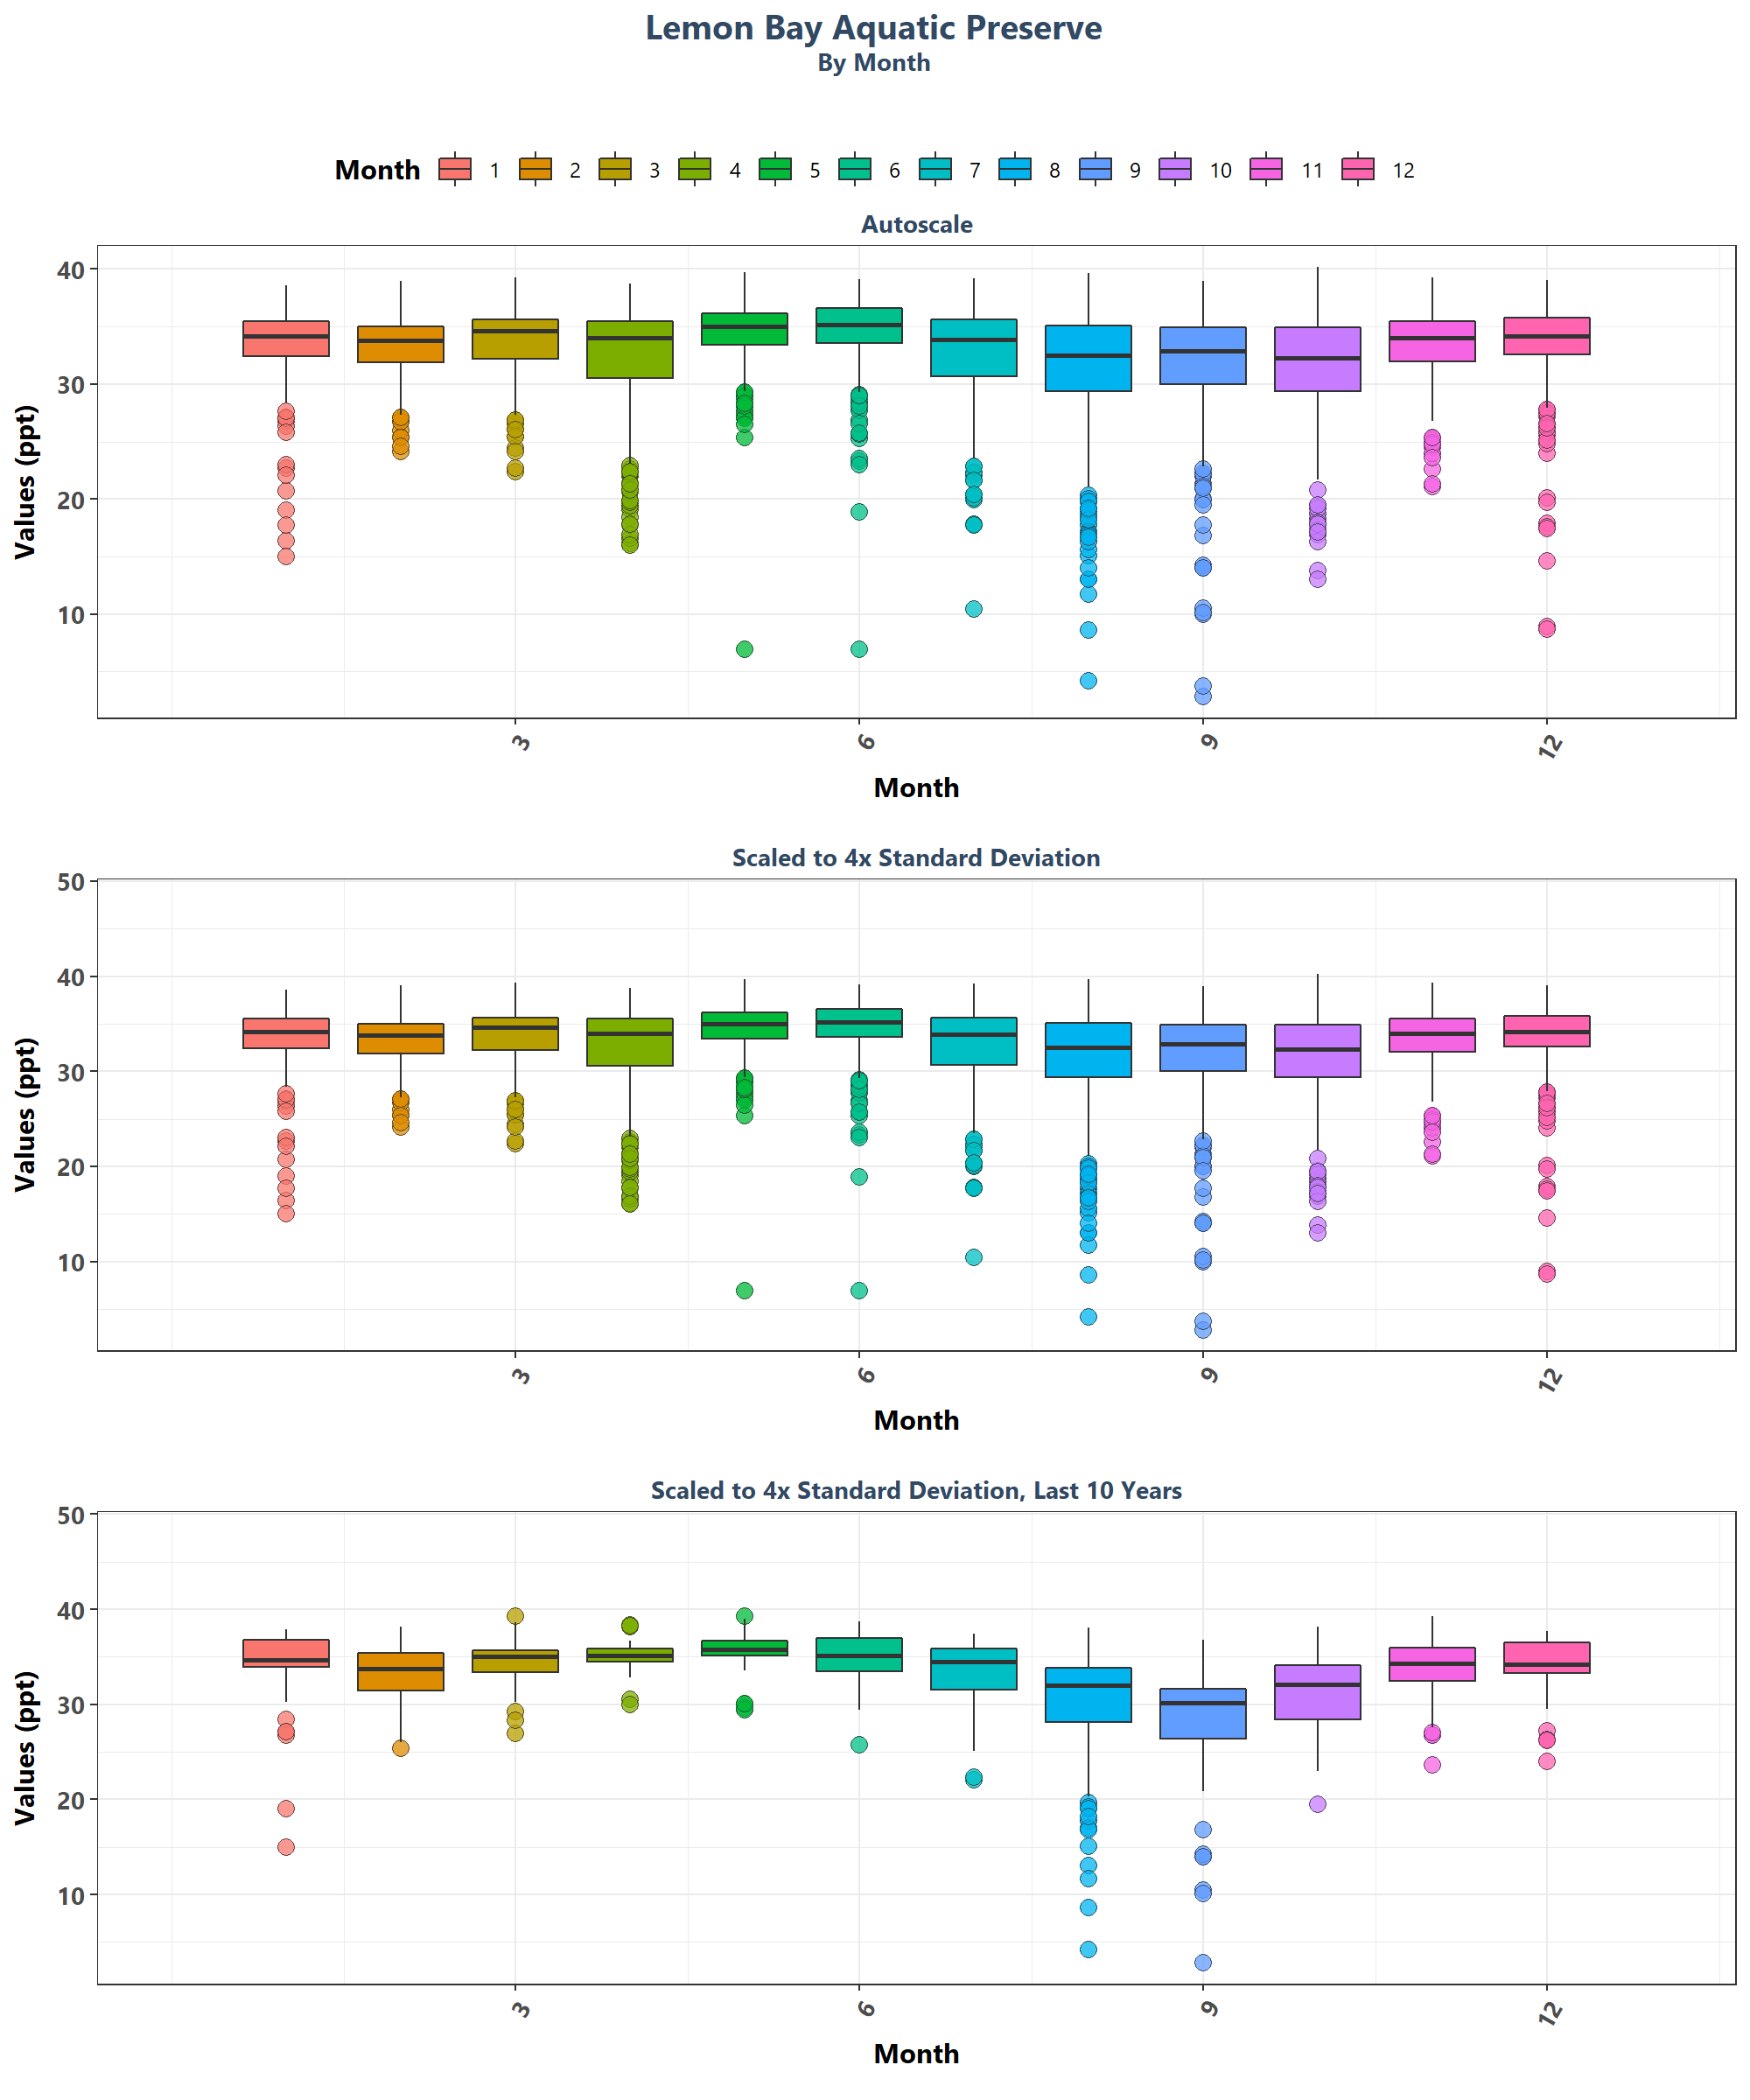 Lemon Bay Aquatic Preserve
By Month
Month 1 2 3 4 5 6 7 8 9 10 11 12
Autoscale
Values (ppt)
40
30
20
10
3 6 9 12
Month
Scaled to 4x Standard Deviation
Values (ppt)
50
40
30
20
10
3 6 9 12
Month
Scaled to 4x Standard Deviation, Last 10 Years
Values (ppt)
50
40
30
20
10
3 6 9 12
Month